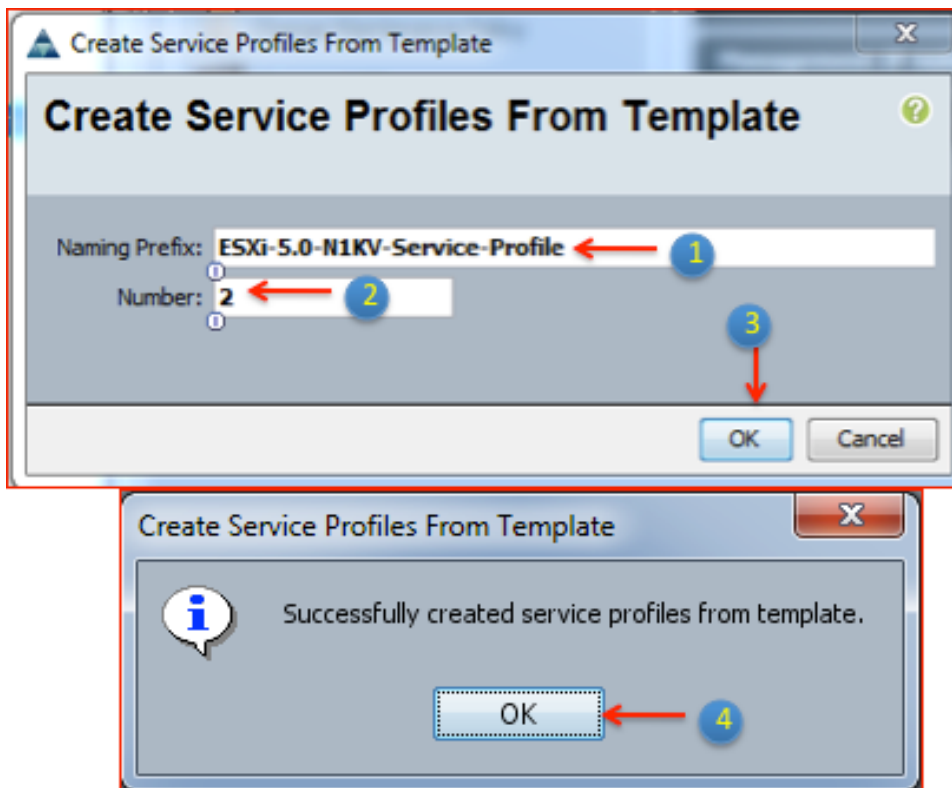 Create Service Profiles From Template
Create Service Profiles From Template
Naming Prefix: ESXi-5.0-N1KV-Service-Profile 1
Number: 2 2
3
OK Cancel
Create Service Profiles From Template
Successfully created service profiles from template.
OK 4